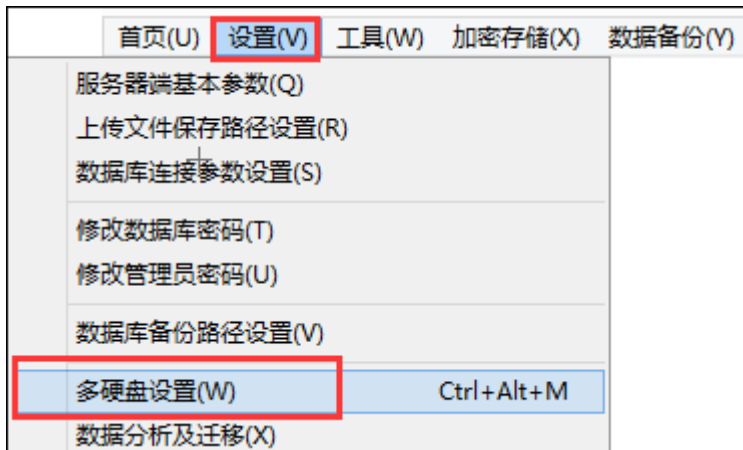 首页(U) 设置(V) 工具(W) 加密存储(X) 数据备份(Y)
服务器端基本参数(Q)
上传文件保存路径设置(R)
数据库连接参数设置(S)
修改数据库密码(T)
修改管理员密码(U)
数据库备份路径设置(V)
多硬盘设置(W) Ctrl+Alt+M
数据分析及迁移(X)